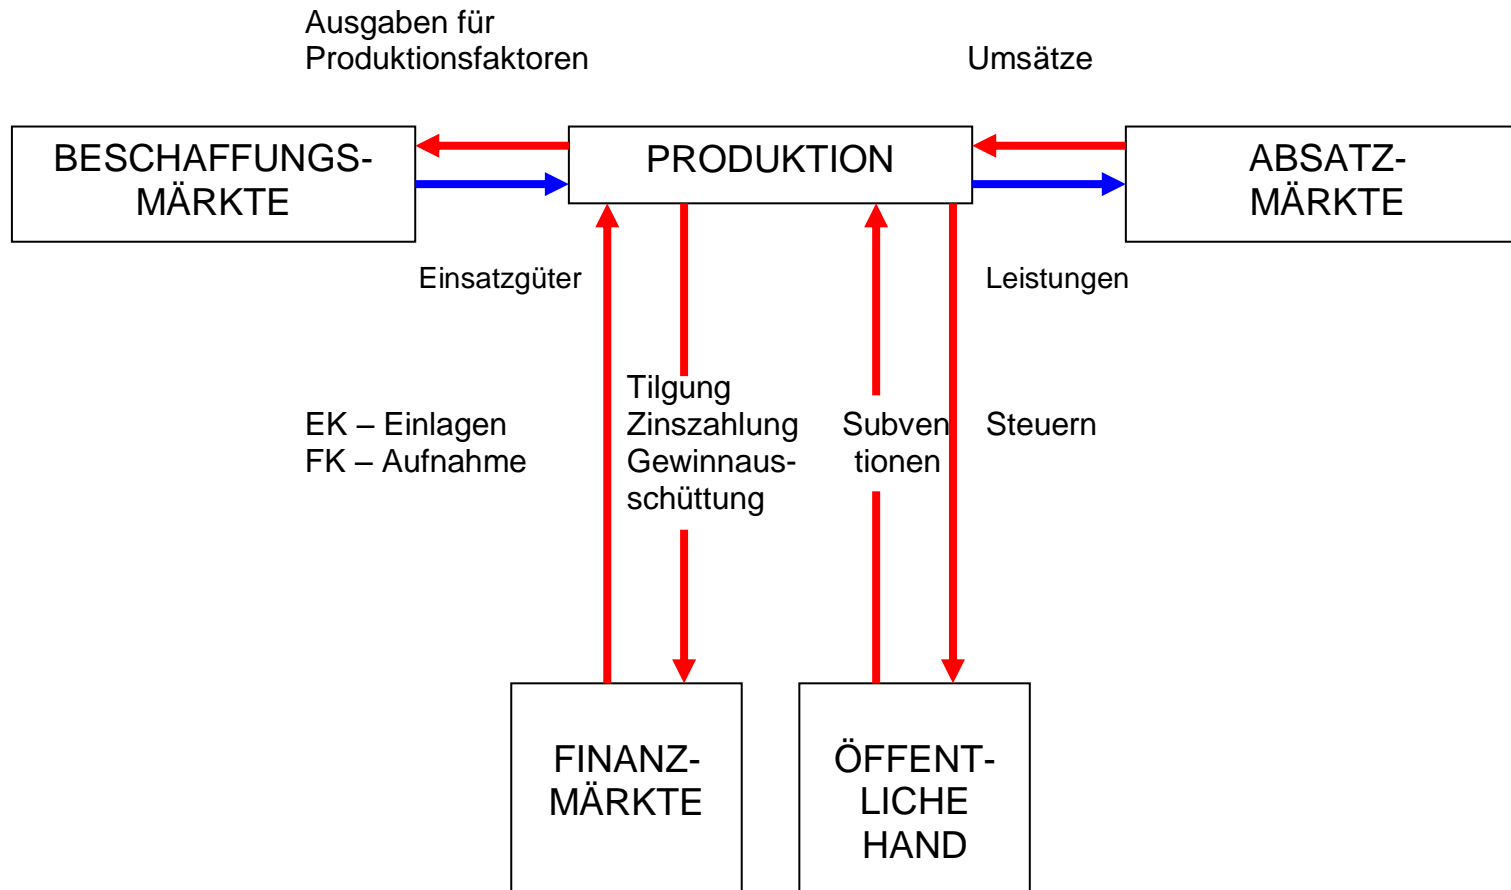 Ausgaben für
Produktionsfaktoren
Umsätze
BESCHAFFUNGS-
MÄRKTE
PRODUKTION
ABSATZ-
MÄRKTE
Einsatzgüter
Leistungen
EK – Einlagen
FK – Aufnahme
Tilgung
Zinszahlung
Gewinnaus-
schüttung
Subven
tionen
Steuern
FINANZ-
MÄRKTE
ÖFFENT-
LICHE
HAND